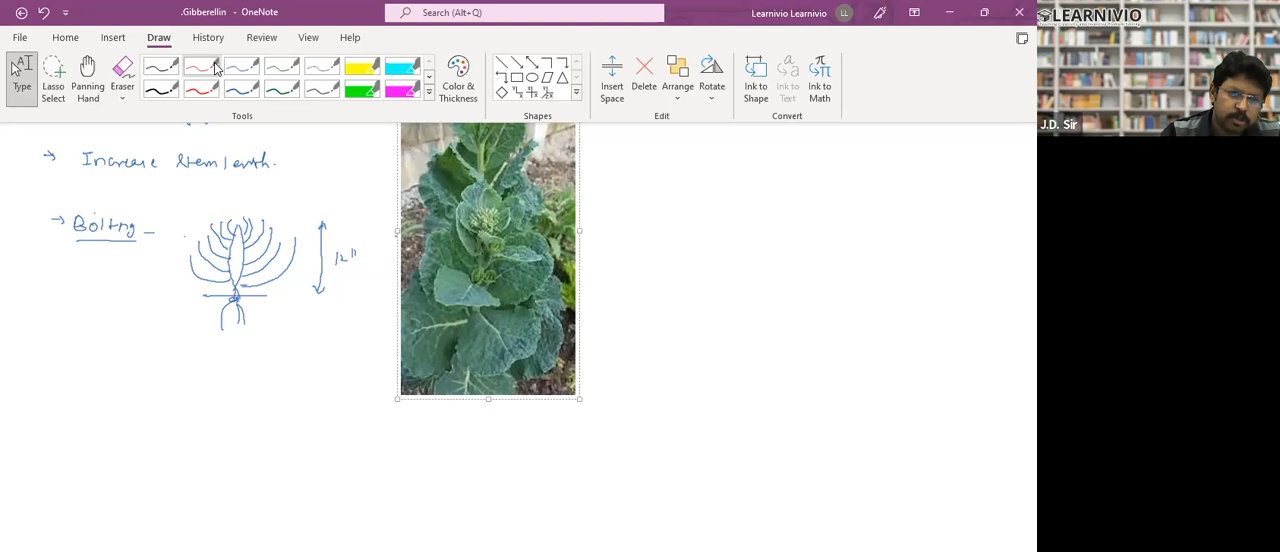 .Gibberellin - OneNote
Search (Alt+Q)
Learnivio Learnivio
LL
LEARNIVIO
File
Home
Insert
Draw
History
Review
View
Help
Type
Lasso Select
Panning Hand
Eraser
Color & Thickness
Insert Space
Delete
Arrange
Rotate
Ink to Shape
Ink to Text
Ink to Math
Tools
Shapes
Edit
Convert
J.D. Sir
→ Increase
→ Bolting -
12"